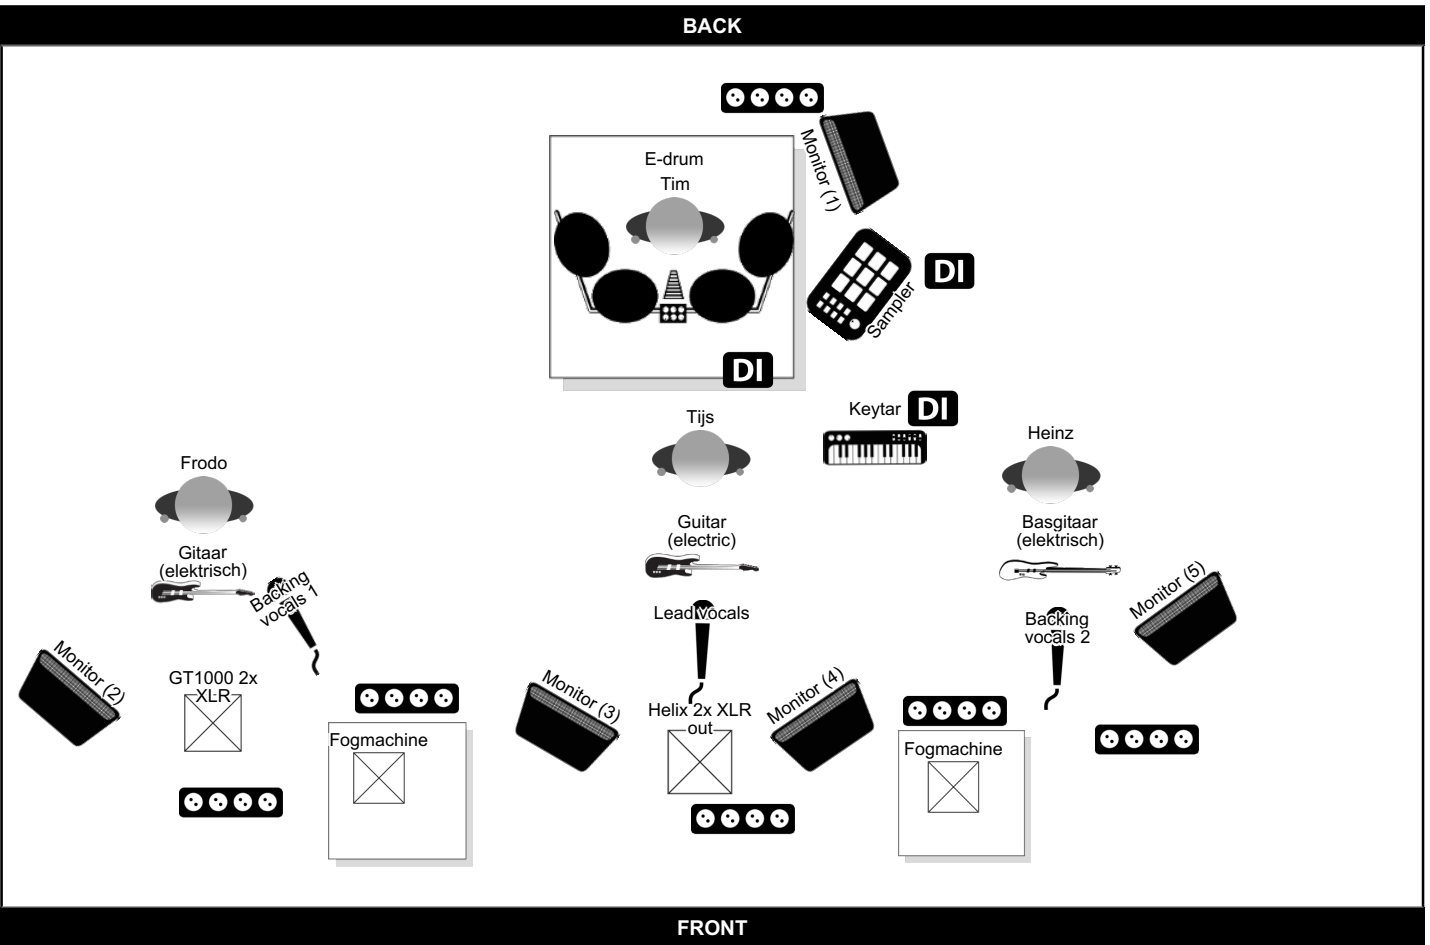 BACK
E-drum
Tim
Monitor (1)
DI
Sampler
DI
Tijs
Keytar
DI
Heinz
Frodo
Guitar
(electric)
Basgitaar
(elektrisch)
Gitaar
(elektrisch)
Backing
vocals 1
Lead vocals
Backing
vocals 2
Monitor (5)
Monitor (2)
GT1000 2x
XLR
Monitor (3)
Helix 2x XLR
out
Monitor (4)
Fogmachine
Fogmachine
FRONT